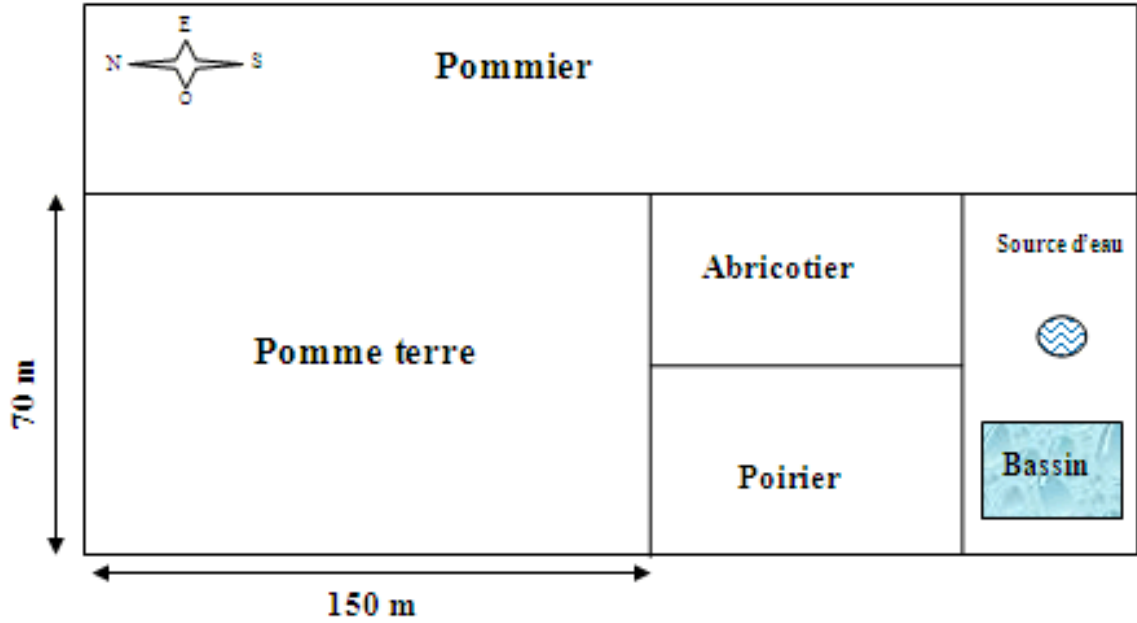 E
N S
O
Pommier
Source d'eau
Abricotier
Pomme terre
70 m
Poirier
Bassin
150 m